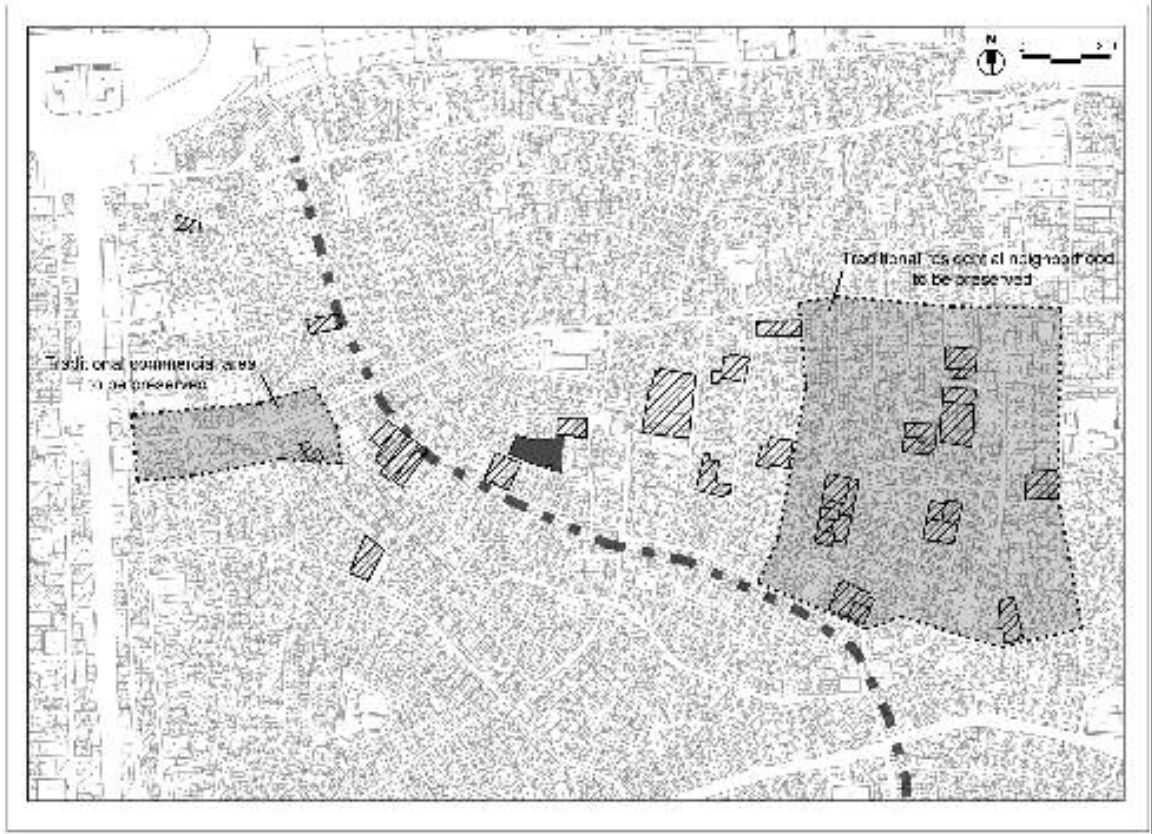 N
Traditional residential neighborhood
to be preserved
Traditional commercial area
to be preserved